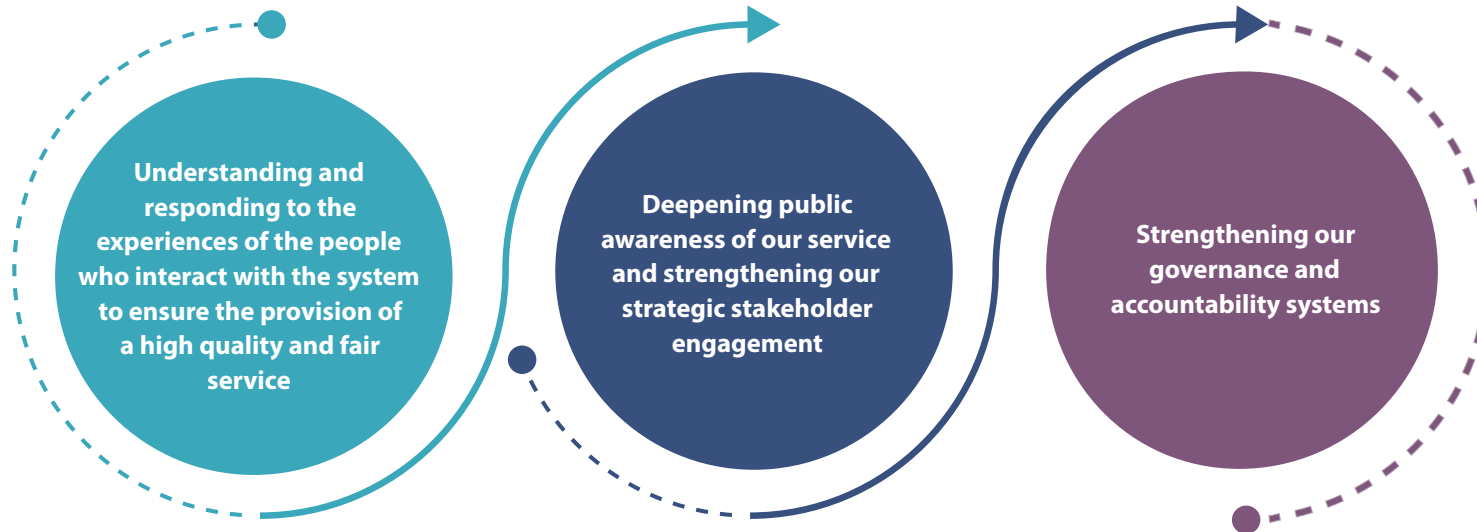 Understanding and
responding to the
experiences of the people
who interact with the system
to ensure the provision of
a high quality and fair
service
Deepening public
awareness of our service
and strengthening our
strategic stakeholder
engagement
Strengthening our
governance and
accountability systems